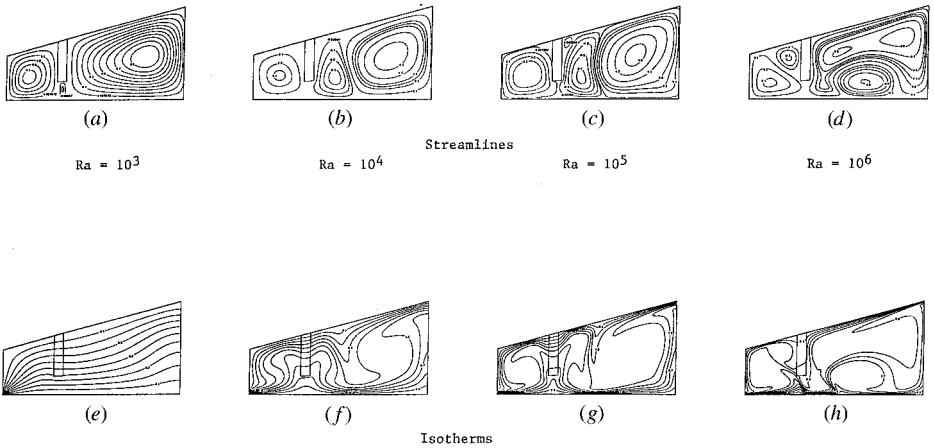 (a) (b) (c) (d)
Streamlines
Ra = 10³ Ra = 10⁴ Ra = 10⁵ Ra = 10⁶
(e) (f) (g) (h)
Isotherms